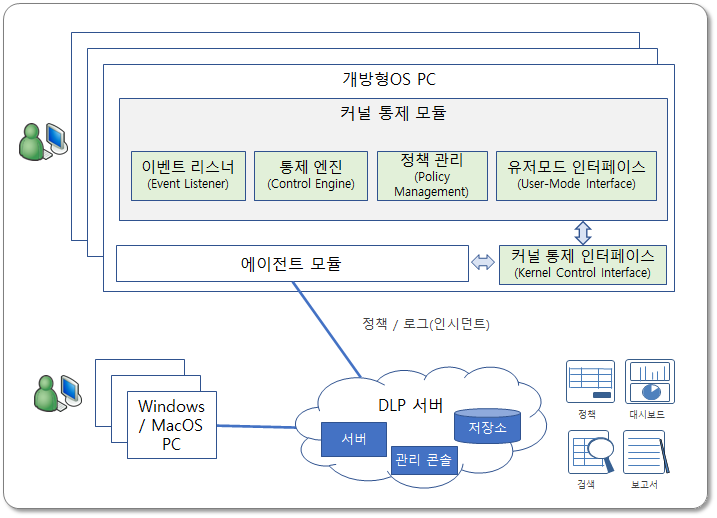 개방형OS PC
커널 통제 모듈
이벤트 리스너
(Event Listener)
통제 엔진
(Control Engine)
정책 관리
(Policy
Management)
유저모드 인터페이스
(User-Mode Interface)
에이전트 모듈
커널 통제 인터페이스
(Kernel Control Interface)
정책 / 로그(인시던트)
Windows
/ MacOS
PC
DLP 서버
서버
관리 콘솔
저장소
정책
대시보드
검색
보고서